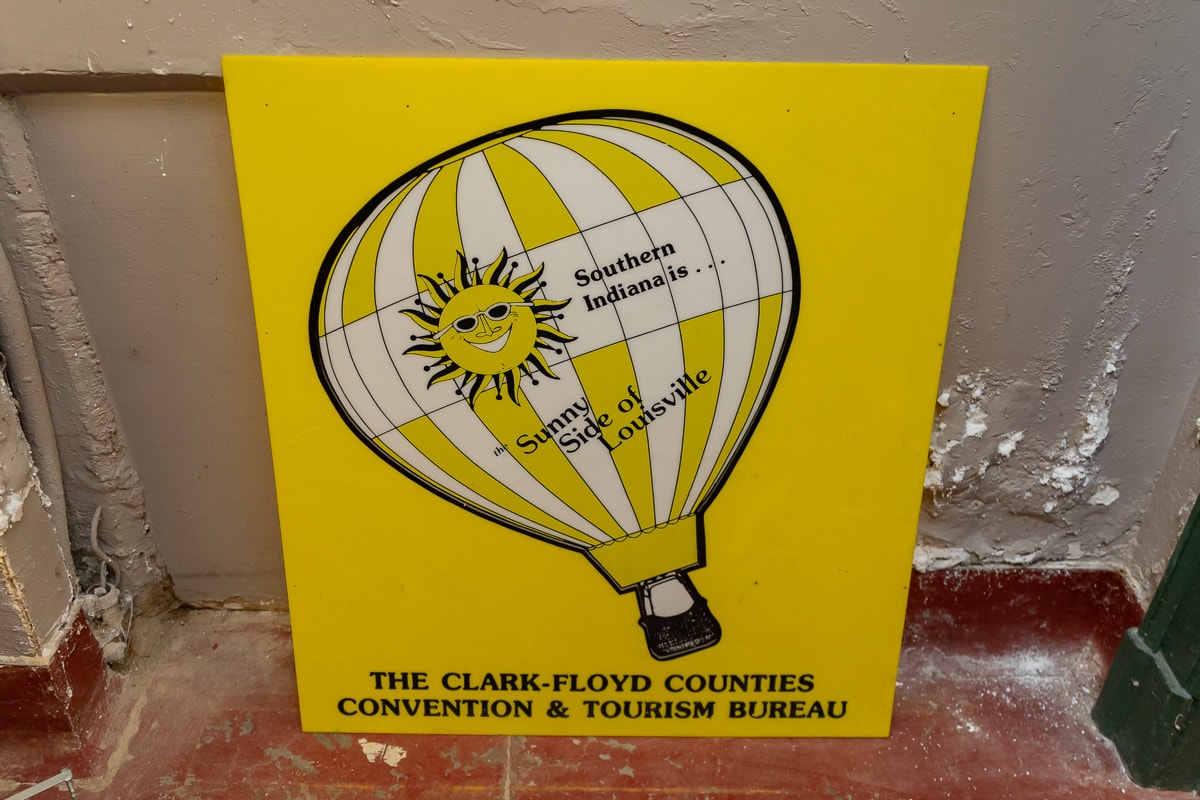 Southern
Indiana is . . .
the Sunny
Side of
Louisville
THE CLARK-FLOYD COUNTIES
CONVENTION & TOURISM BUREAU